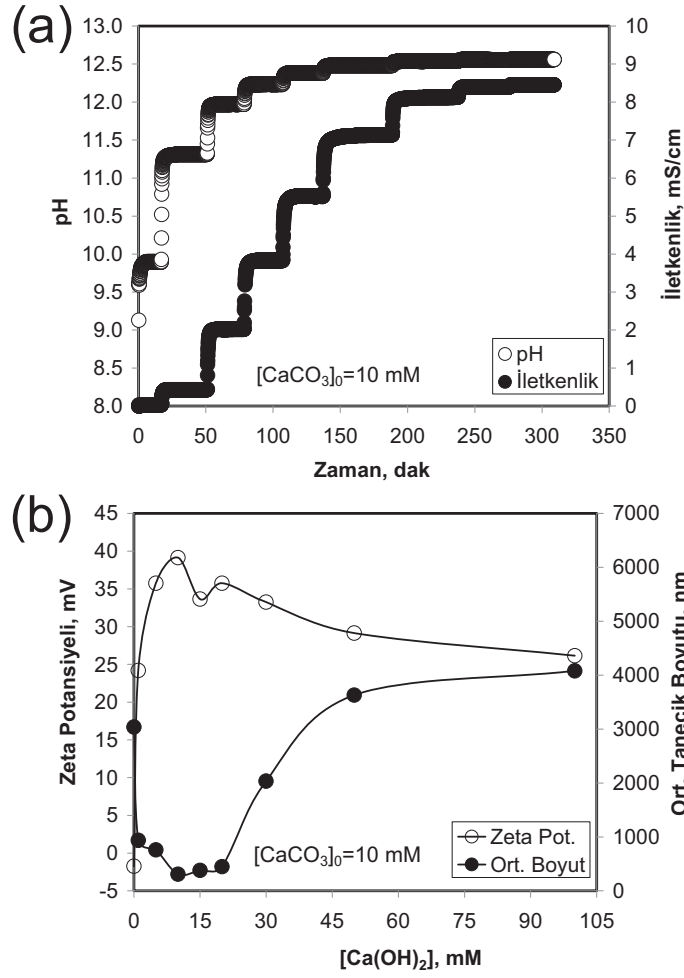 (a)
13.0
12.5
12.0
11.5
11.0
10.5
10.0
9.5
9.0
8.5
8.0
pH
10
9
8
7
6
5
4
3
2
1
0
İletkenlik, mS/cm
pH
İletkenlik
[CaCO3]0=10 mM
0 50 100 150 200 250 300 350
Zaman, dak
(b)
45
40
35
30
25
20
15
10
5
0
-5
Zeta Potansiyeli, mV
7000
6000
5000
4000
3000
2000
1000
0
Ort. Tanecik Boyutu, nm
Zeta Pot.
Ort. Boyut
[CaCO3]0=10 mM
0 15 30 45 60 75 90 105
[Ca(OH)2], mM